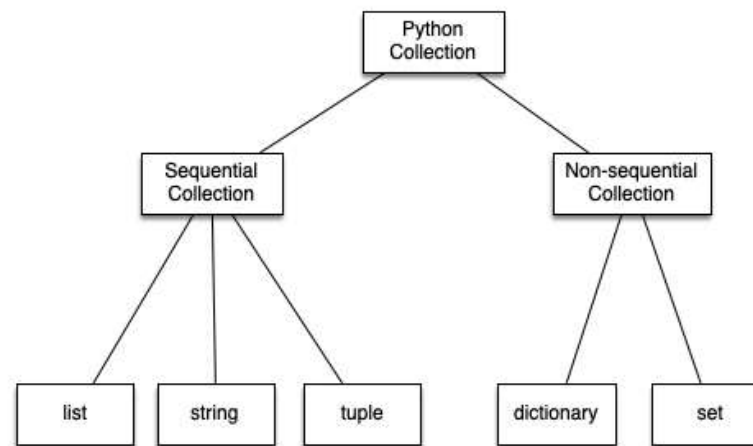 Python
Collection
Sequential
Collection
Non-sequential
Collection
list
string
tuple
dictionary
set